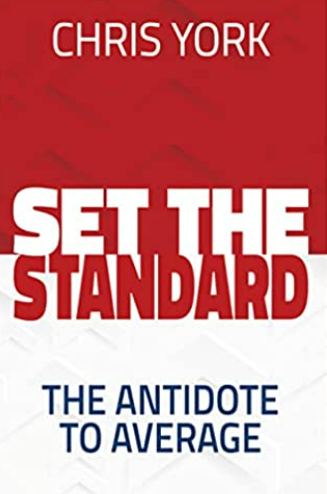 CHRIS YORK
SET THE
STANDARD
THE ANTIDOTE
TO AVERAGE